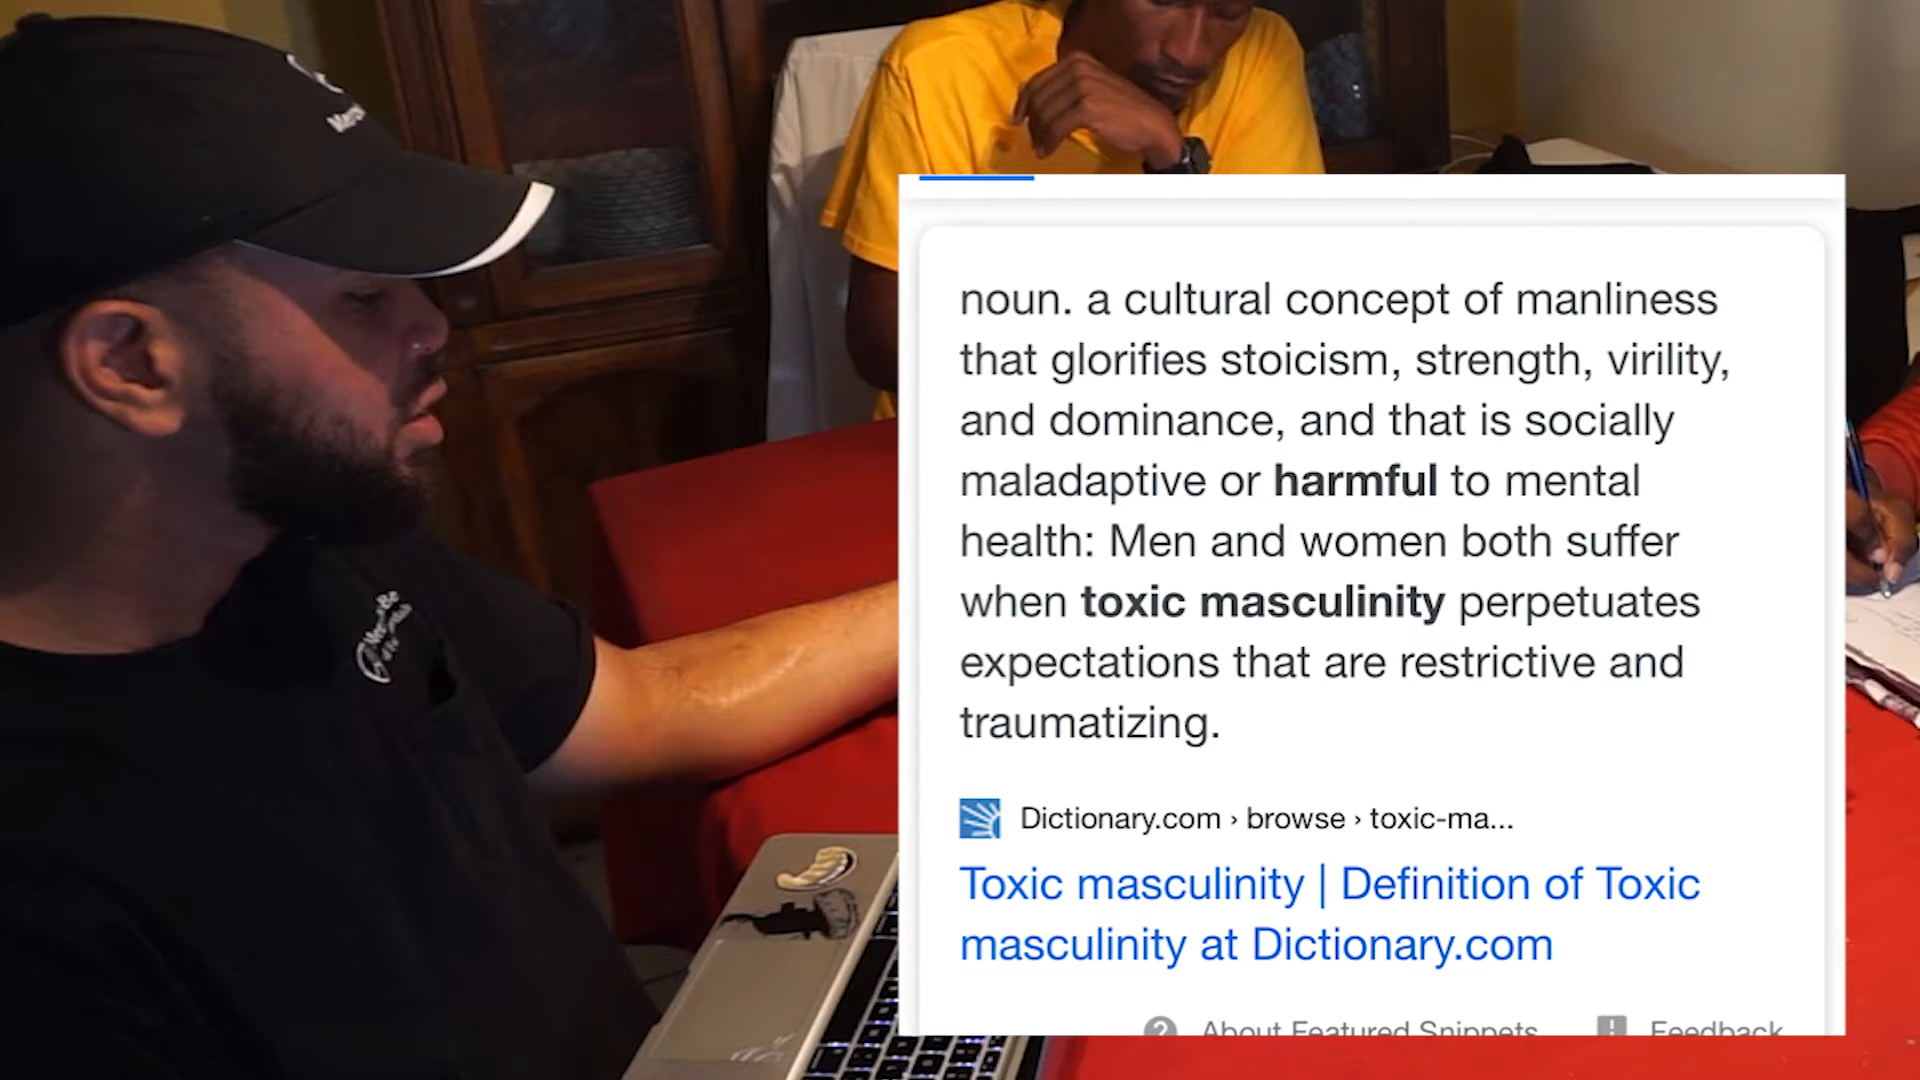 noun. a cultural concept of manliness
that glorifies stoicism, strength, virility,
and dominance, and that is socially
maladaptive or harmful to mental
health: Men and women both suffer
when toxic masculinity perpetuates
expectations that are restrictive and
traumatizing.
Dictionary.com › browse › toxic-ma...
Toxic masculinity | Definition of Toxic
masculinity at Dictionary.com
About Featured Snippets
Feedback